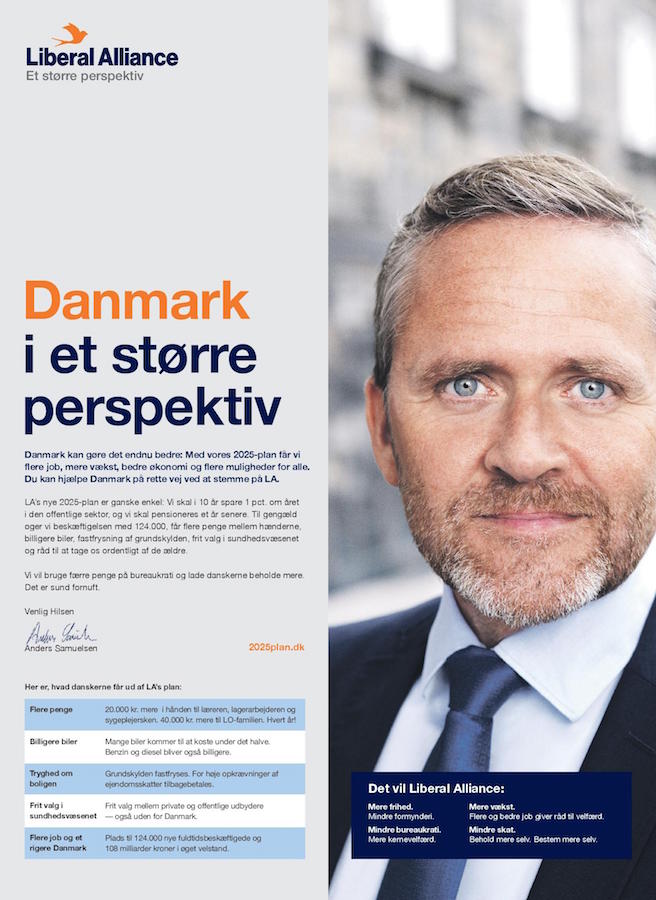 Liberal Alliance
Et større perspektiv
Danmark
i et større
perspektiv
Danmark kan gøre det endnu bedre: Med vores 2025-plan får vi
flere job, mere vækst, bedre økonomi og flere muligheder for alle.
Du kan hjælpe Danmark på rette vej ved at stemme på LA.
LA's nye 2025-plan er ganske enkel: Vi skal i 10 år spare 1 pct. om året
i den offentlige sektor, og vi skal pensioneres et år senere. Til gengæld
øger vi beskæftigelsen med 124.000, får flere penge mellem hænderne,
billigere biler, fastfrysning af grundskylden, frit valg i sundhedsvæsenet
og råd til at tage os ordentligt af de ældre.
Vi vil bruge færre penge på bureaukrati og lade danskerne beholde mere.
Det er sund fornuft.
Venlig Hilsen
Anders Samuelsen
2025plan.dk
Her er, hvad danskerne får ud af LA's plan:
Flere penge
20.000 kr. mere i hånden til læreren, lagerarbejderen og
sygeplejersken. 40.000 kr. mere til LO-familien. Hvert år!
Billigere biler
Mange biler kommer til at koste under det halve.
Benzin og diesel bliver også billigere.
Tryghed om
boligen
Grundskylden fastfryses. For høje opkrævninger af
ejendomsskatter tilbagebetales.
Frit valg i
sundhedsvæsenet
Frit valg mellem private og offentlige udbydere
— også uden for Danmark.
Flere job og et
rigere Danmark
Plads til 124.000 nye fuldtidsbeskæftigede og
108 milliarder kroner i øget velstand.
Det vil Liberal Alliance:
Mere frihed.
Mindre formynderi.
Mindre bureaukrati.
Mere kernevelfærd.
Mere vækst.
Flere og bedre job giver råd til velfærd.
Mindre skat.
Behold mere selv. Bestem mere selv.